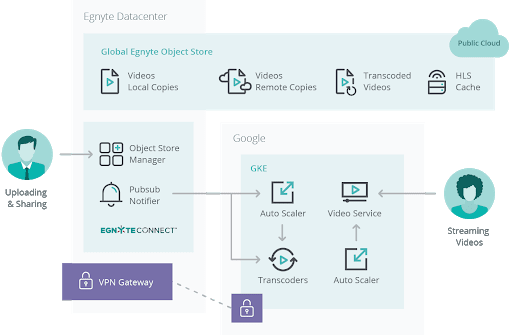 Egnyte Datacenter
Public Cloud
Global Egnyte Object Store
Videos
Local Copies
Videos
Remote Copies
Transcoded
Videos
HLS
Cache
Uploading
& Sharing
Object Store
Manager
Pubsub
Notifier
EGNYTE CONNECT
VPN Gateway
Google
GKE
Auto Scaler
Video Service
Transcoders
Auto Scaler
Streaming
Videos